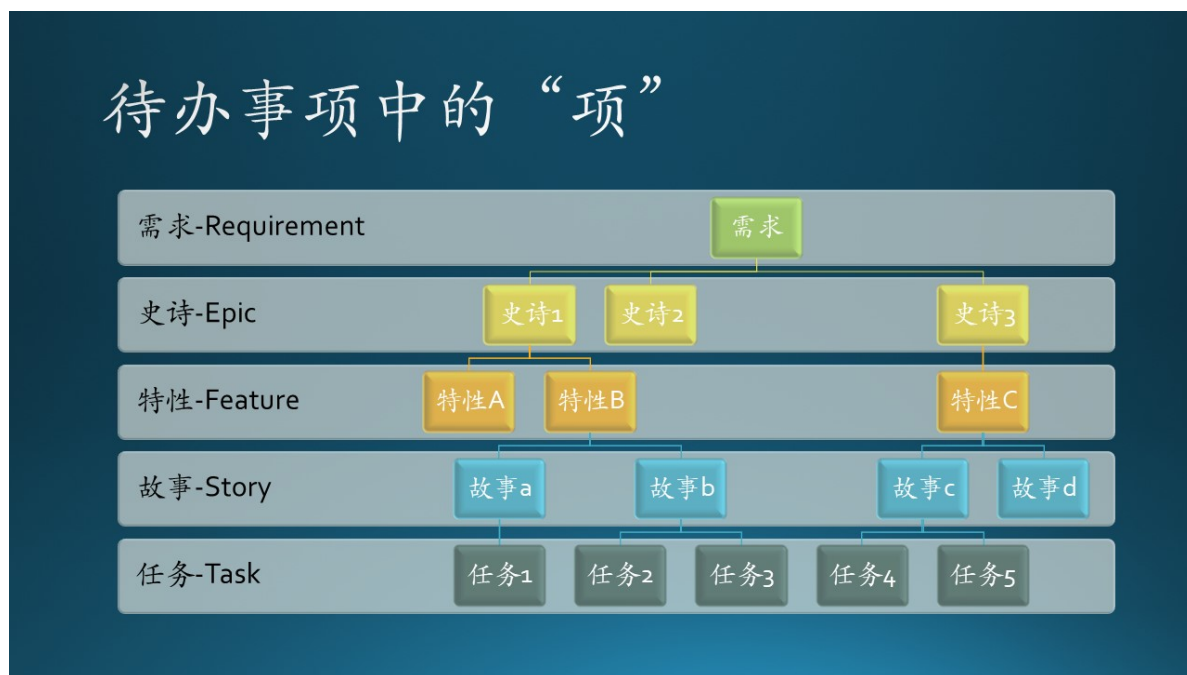 待办事项中的“项”
需求-Requirement
需求
史诗-Epic
史诗1
史诗2
史诗3
特性-Feature
特性A
特性B
特性C
故事-Story
故事a
故事b
故事c
故事d
任务-Task
任务1
任务2
任务3
任务4
任务5